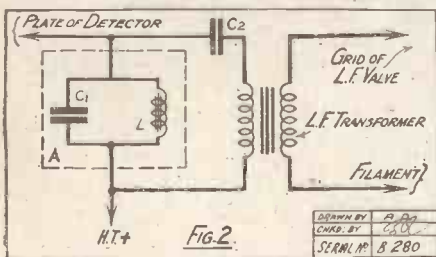 {PLATE OF DETECTOR
C2
GRID OF
L.F. VALVE
C1
L
A
L.F. TRANSFORMER
FILAMENT}
H.T.+
FIG. 2
DRAWN BY
CHKD. BY
SERIAL Nº B 280